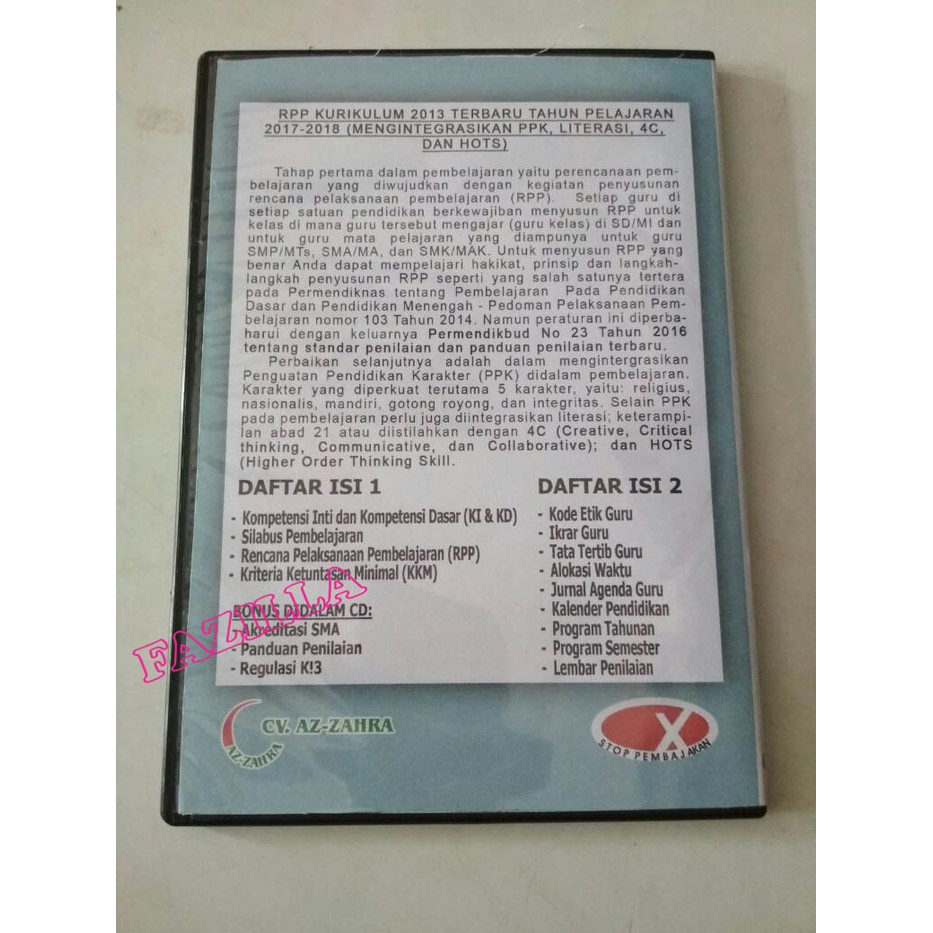 RPP KURIKULUM 2013 TERBARU TAHUN PELAJARAN
2017-2018 (MENGINTEGRASIKAN PPK, LITERASI, 4C,
DAN HOTS)
Tahap pertama dalam pembelajaran yaitu perencanaan pem-
belajaran yang diwujudkan dengan kegiatan penyusunan
rencana pelaksanaan pembelajaran (RPP). Setiap guru di
setiap satuan pendidikan berkewajiban menyusun RPP untuk
kelas di mana guru tersebut mengajar (guru kelas) di SD/MI dan
untuk guru mata pelajaran yang diampunya untuk guru
SMP/MTs, SMA/MA, dan SMK/MAK. Untuk menyusun RPP yang
benar Anda dapat mempelajari hakikat, prinsip dan langkah-
langkah penyusunan RPP seperti yang salah satunya tertera
pada Permendiknas tentang Pembelajaran Pada Pendidikan
Dasar dan Pendidikan Menengah - Pedoman Pelaksanaan Pem-
belajaran nomor 103 Tahun 2014. Namun peraturan ini diperba-
harui dengan keluarnya Permendikbud No 23 Tahun 2016
tentang standar penilaian dan panduan penilaian terbaru.
Perbaikan selanjutnya adalah dalam mengintergrasikan
Penguatan Pendidikan Karakter (PPK) didalam pembelajaran.
Karakter yang diperkuat terutama 5 karakter, yaitu: religius,
nasionalis, mandiri, gotong royong, dan integritas. Selain PPK
pada pembelajaran perlu juga diintegrasikan literasi; keterampi-
lan abad 21 atau diistilahkan dengan 4C (Creative, Critical
thinking, Communicative, dan Collaborative); dan HOTS
(Higher Order Thinking Skill.
DAFTAR ISI 1
- Kompetensi Inti dan Kompetensi Dasar (KI & KD)
- Silabus Pembelajaran
- Rencana Pelaksanaan Pembelajaran (RPP)
- Kriteria Ketuntasan Minimal (KKM)
BONUS DIDALAM CD:
- Akreditasi SMA
- Panduan Penilaian
- Regulasi K!3
DAFTAR ISI 2
- Kode Etik Guru
- Ikrar Guru
- Tata Tertib Guru
- Alokasi Waktu
- Jurnal Agenda Guru
- Kalender Pendidikan
- Program Tahunan
- Program Semester
- Lembar Penilaian
FAZILLA
CV. AZ-ZAHRA
AZ-ZAHRA
X
STOP PEMBAJAKAN